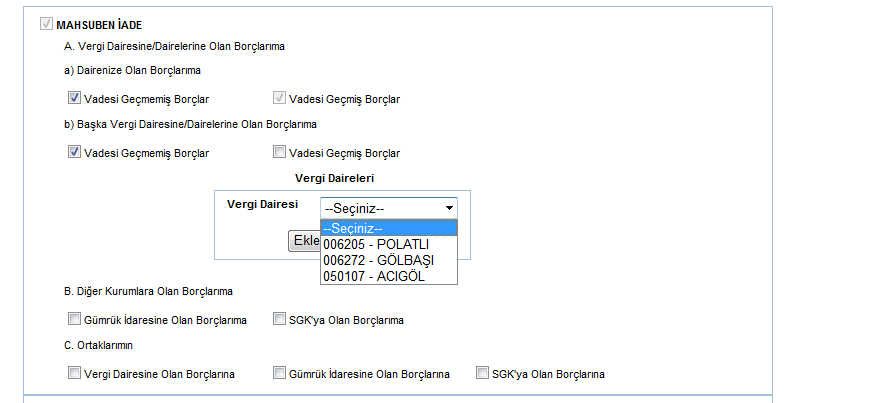 MAHSUBEN İADE
A. Vergi Dairesine/Dairelerine Olan Borçlarıma
a) Dairenize Olan Borçlarıma
Vadesi Geçmemiş Borçlar Vadesi Geçmiş Borçlar
b) Başka Vergi Dairesine/Dairelerine Olan Borçlarıma
Vadesi Geçmemiş Borçlar Vadesi Geçmiş Borçlar
Vergi Daireleri
Vergi Dairesi --Seçiniz--
--Seçiniz--
Ekle 006205 - POLATLI
006272 - GÖLBAŞI
050107 - ACIGÖL
B. Diğer Kurumlara Olan Borçlarıma
Gümrük İdaresine Olan Borçlarıma SGK'ya Olan Borçlarıma
C. Ortaklarımın
Vergi Dairesine Olan Borçlarına Gümrük İdaresine Olan Borçlarına SGK'ya Olan Borçlarına